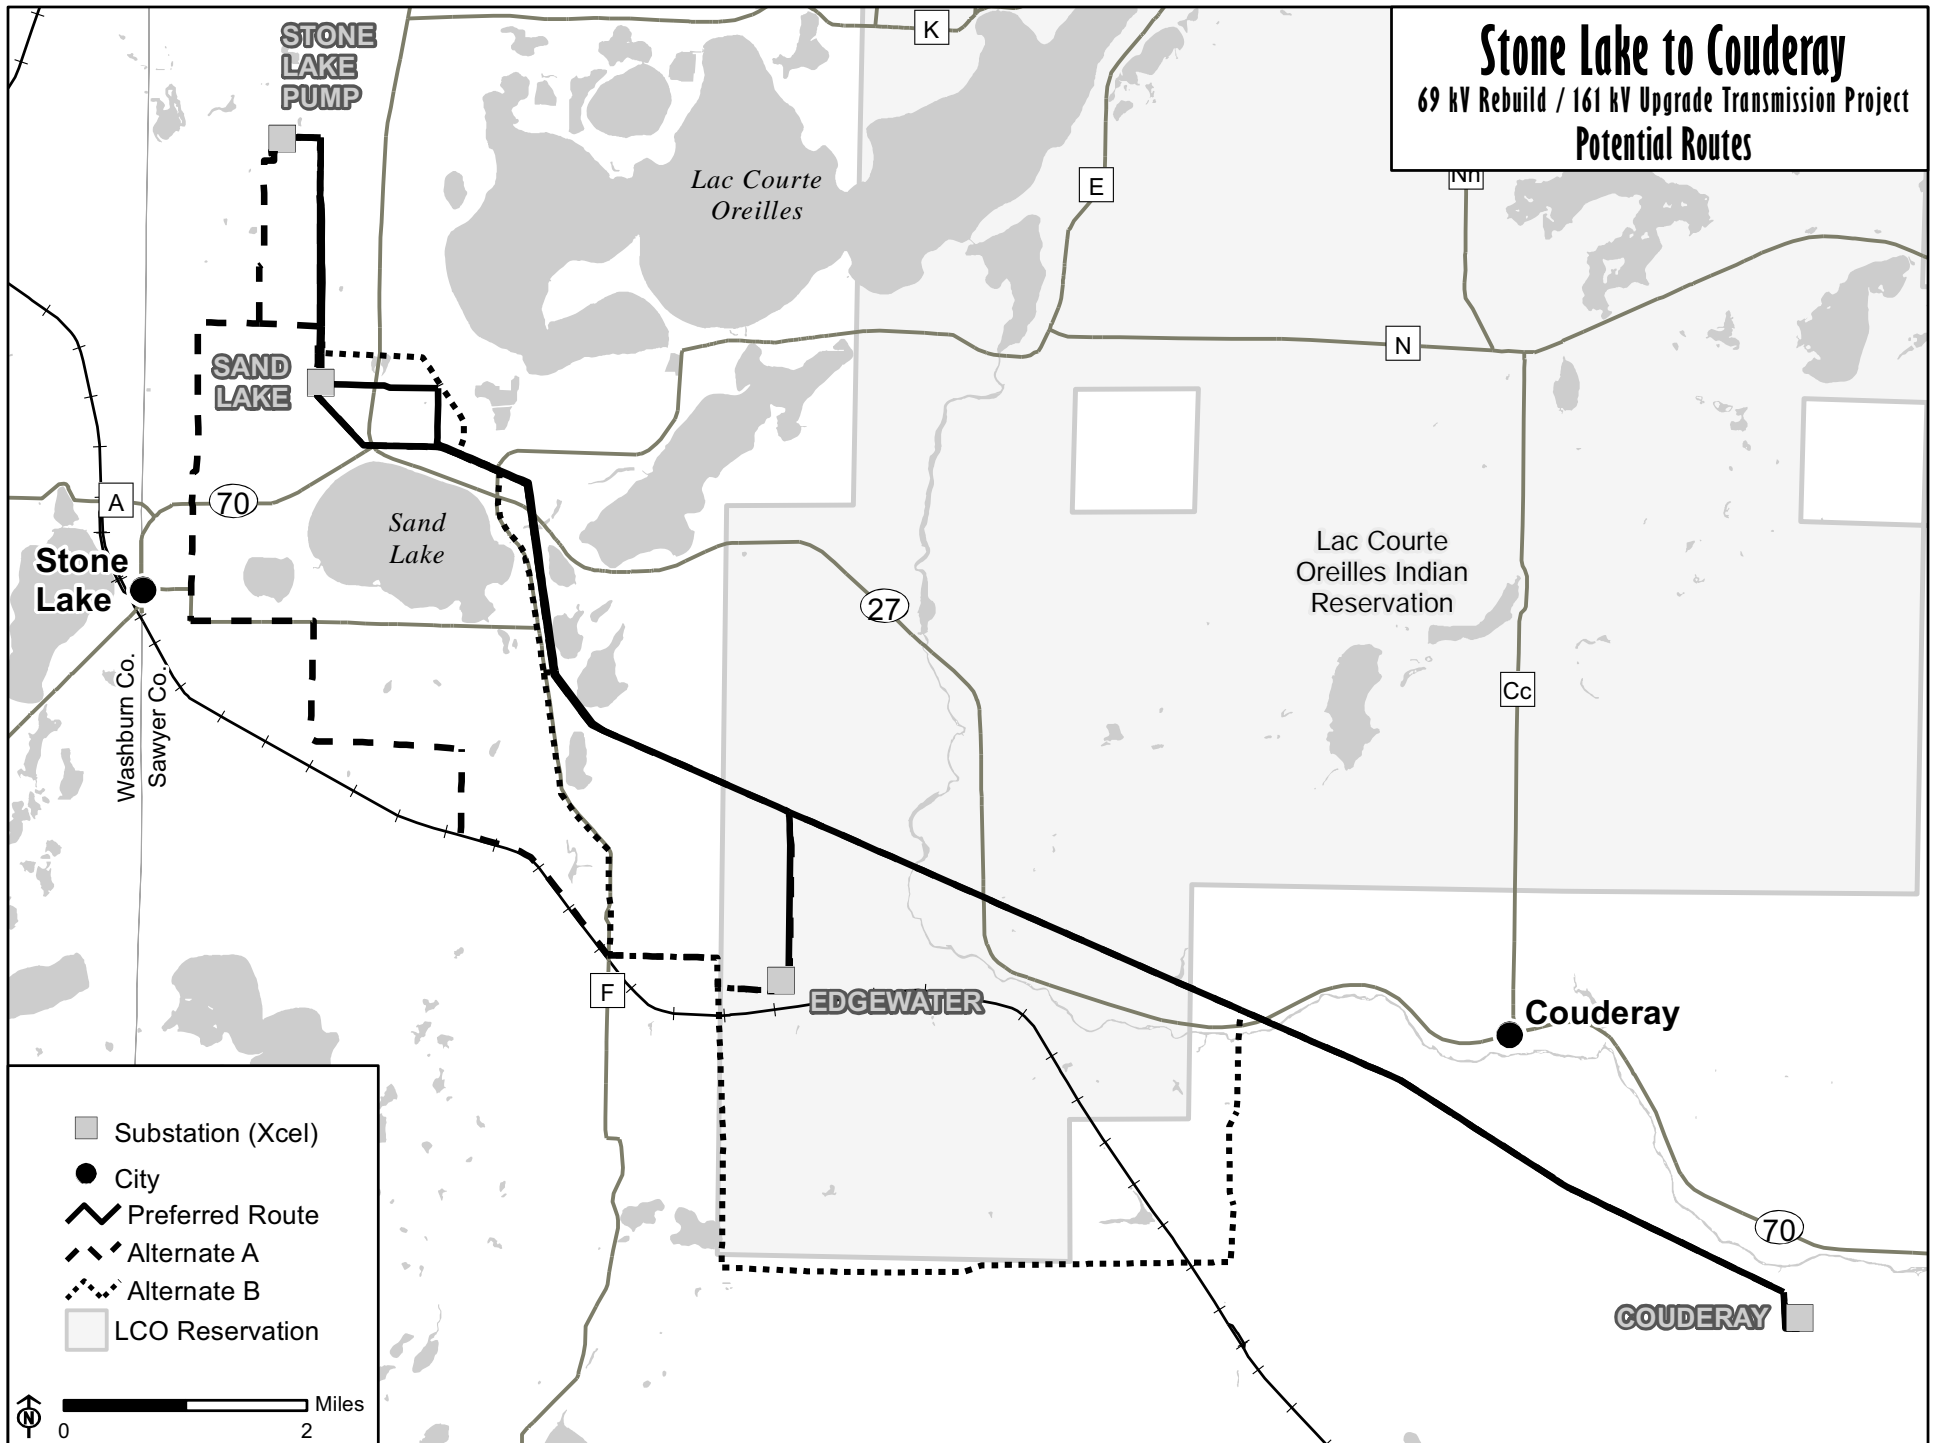 Stone Lake to Couderay
69 kV Rebuild / 161 kV Upgrade Transmission Project
Potential Routes
K
STONE
LAKE
PUMP
Lac Courte
Oreilles
E
Nn
N
SAND
LAKE
A
70
Sand
Lake
Stone
Lake
Lac Courte
Oreilles Indian
Reservation
27
Cc
Washburn Co.
Sawyer Co.
F
EDGEWATER
Couderay
70
COUDERAY
Substation (Xcel)
City
Preferred Route
Alternate A
Alternate B
LCO Reservation
N
Miles
0
2